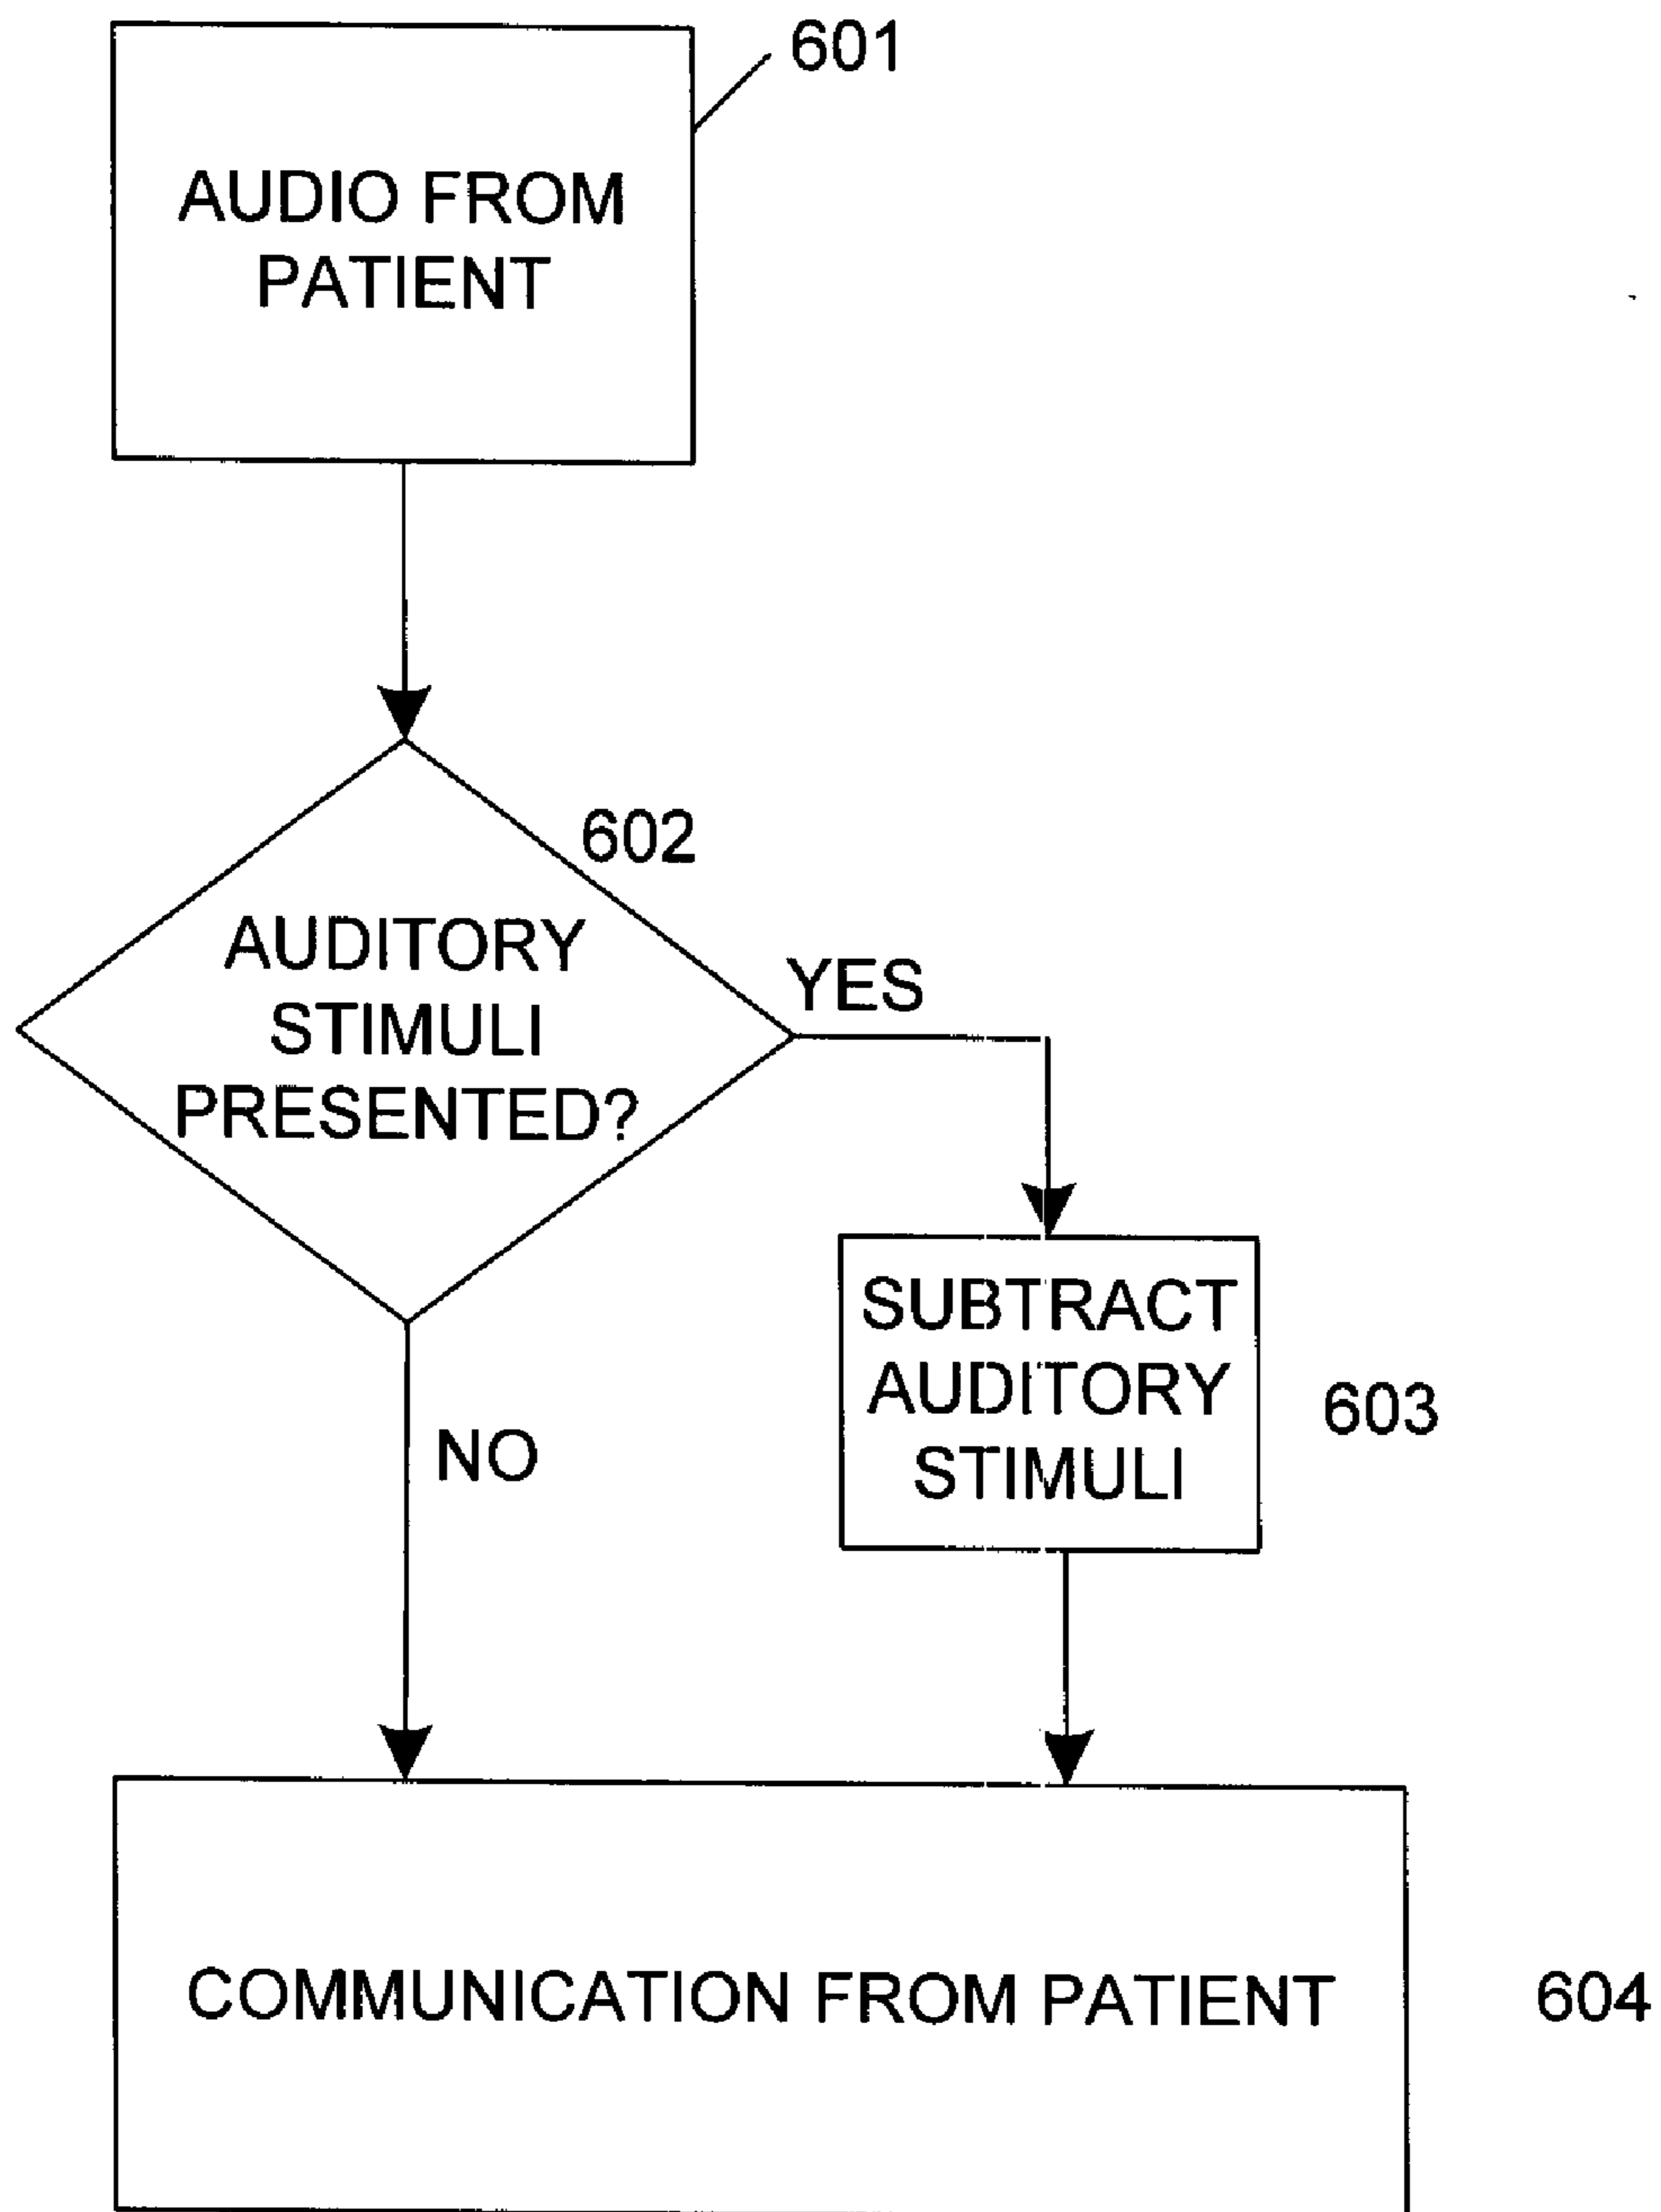 601
AUDIO FROM
PATIENT
602
AUDITORY
STIMULI
PRESENTED?
YES
SUBTRACT
AUDITORY
STIMULI
603
NO
COMMUNICATION FROM PATIENT
604